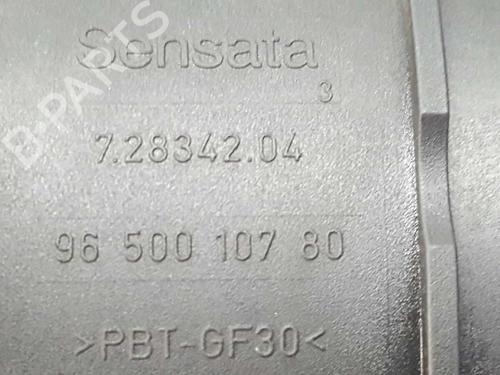 Sensata
3
7.28342.04
96 500 107 80
>PBT-GF30<
B-PARTS